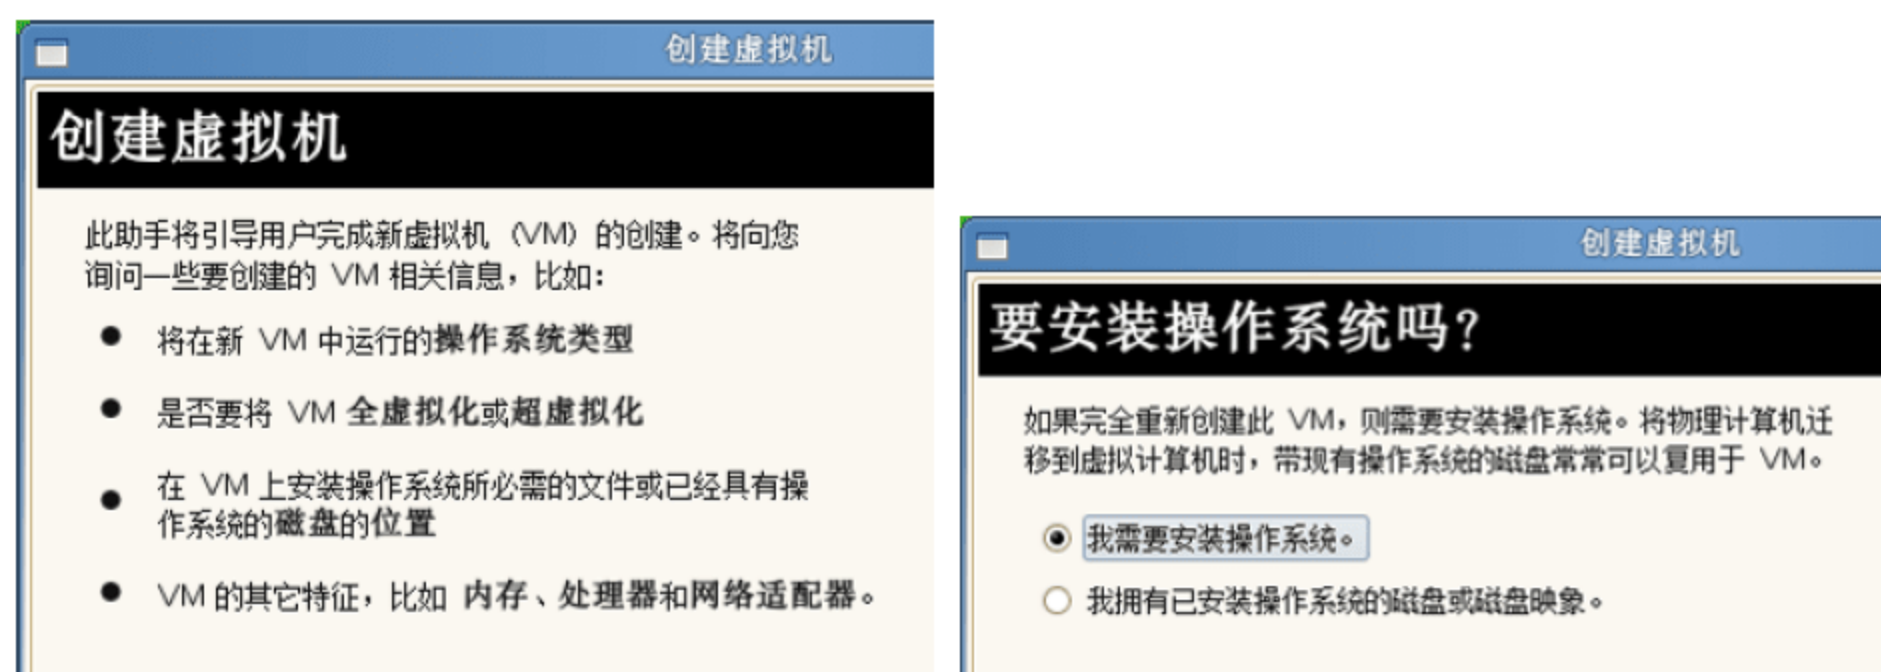 创建虚拟机
创建虚拟机
此助手将引导用户完成新虚拟机（VM）的创建。将向您
询问一些要创建的 VM 相关信息，比如：
● 将在新 VM 中运行的操作系统类型
● 是否要将 VM 全虚拟化或超虚拟化
● 在 VM 上安装操作系统所必需的文件或已经具有操
作系统的磁盘的位置
● VM 的其它特征，比如 内存、处理器和网络适配器。
创建虚拟机
要安装操作系统吗？
如果完全重新创建此 VM，则需要安装操作系统。将物理计算机迁
移到虚拟计算机时，带现有操作系统的磁盘常常可以复用于 VM。
我需要安装操作系统。
我拥有已安装操作系统的磁盘或磁盘映象。